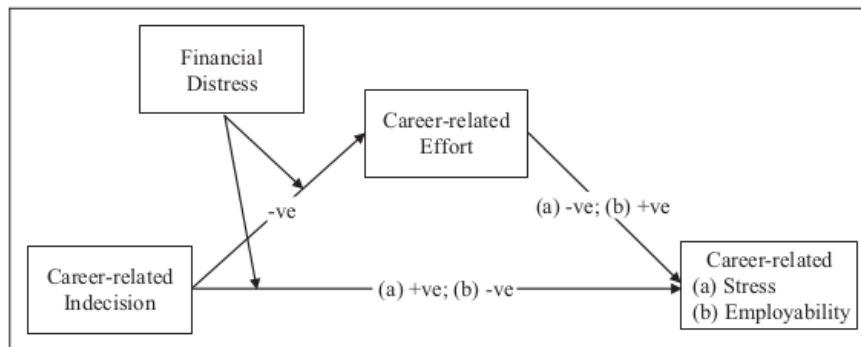 Financial
Distress
Career-related
Effort
-ve
(a) -ve; (b) +ve
Career-related
Indecision
(a) +ve; (b) -ve
Career-related
(a) Stress
(b) Employability